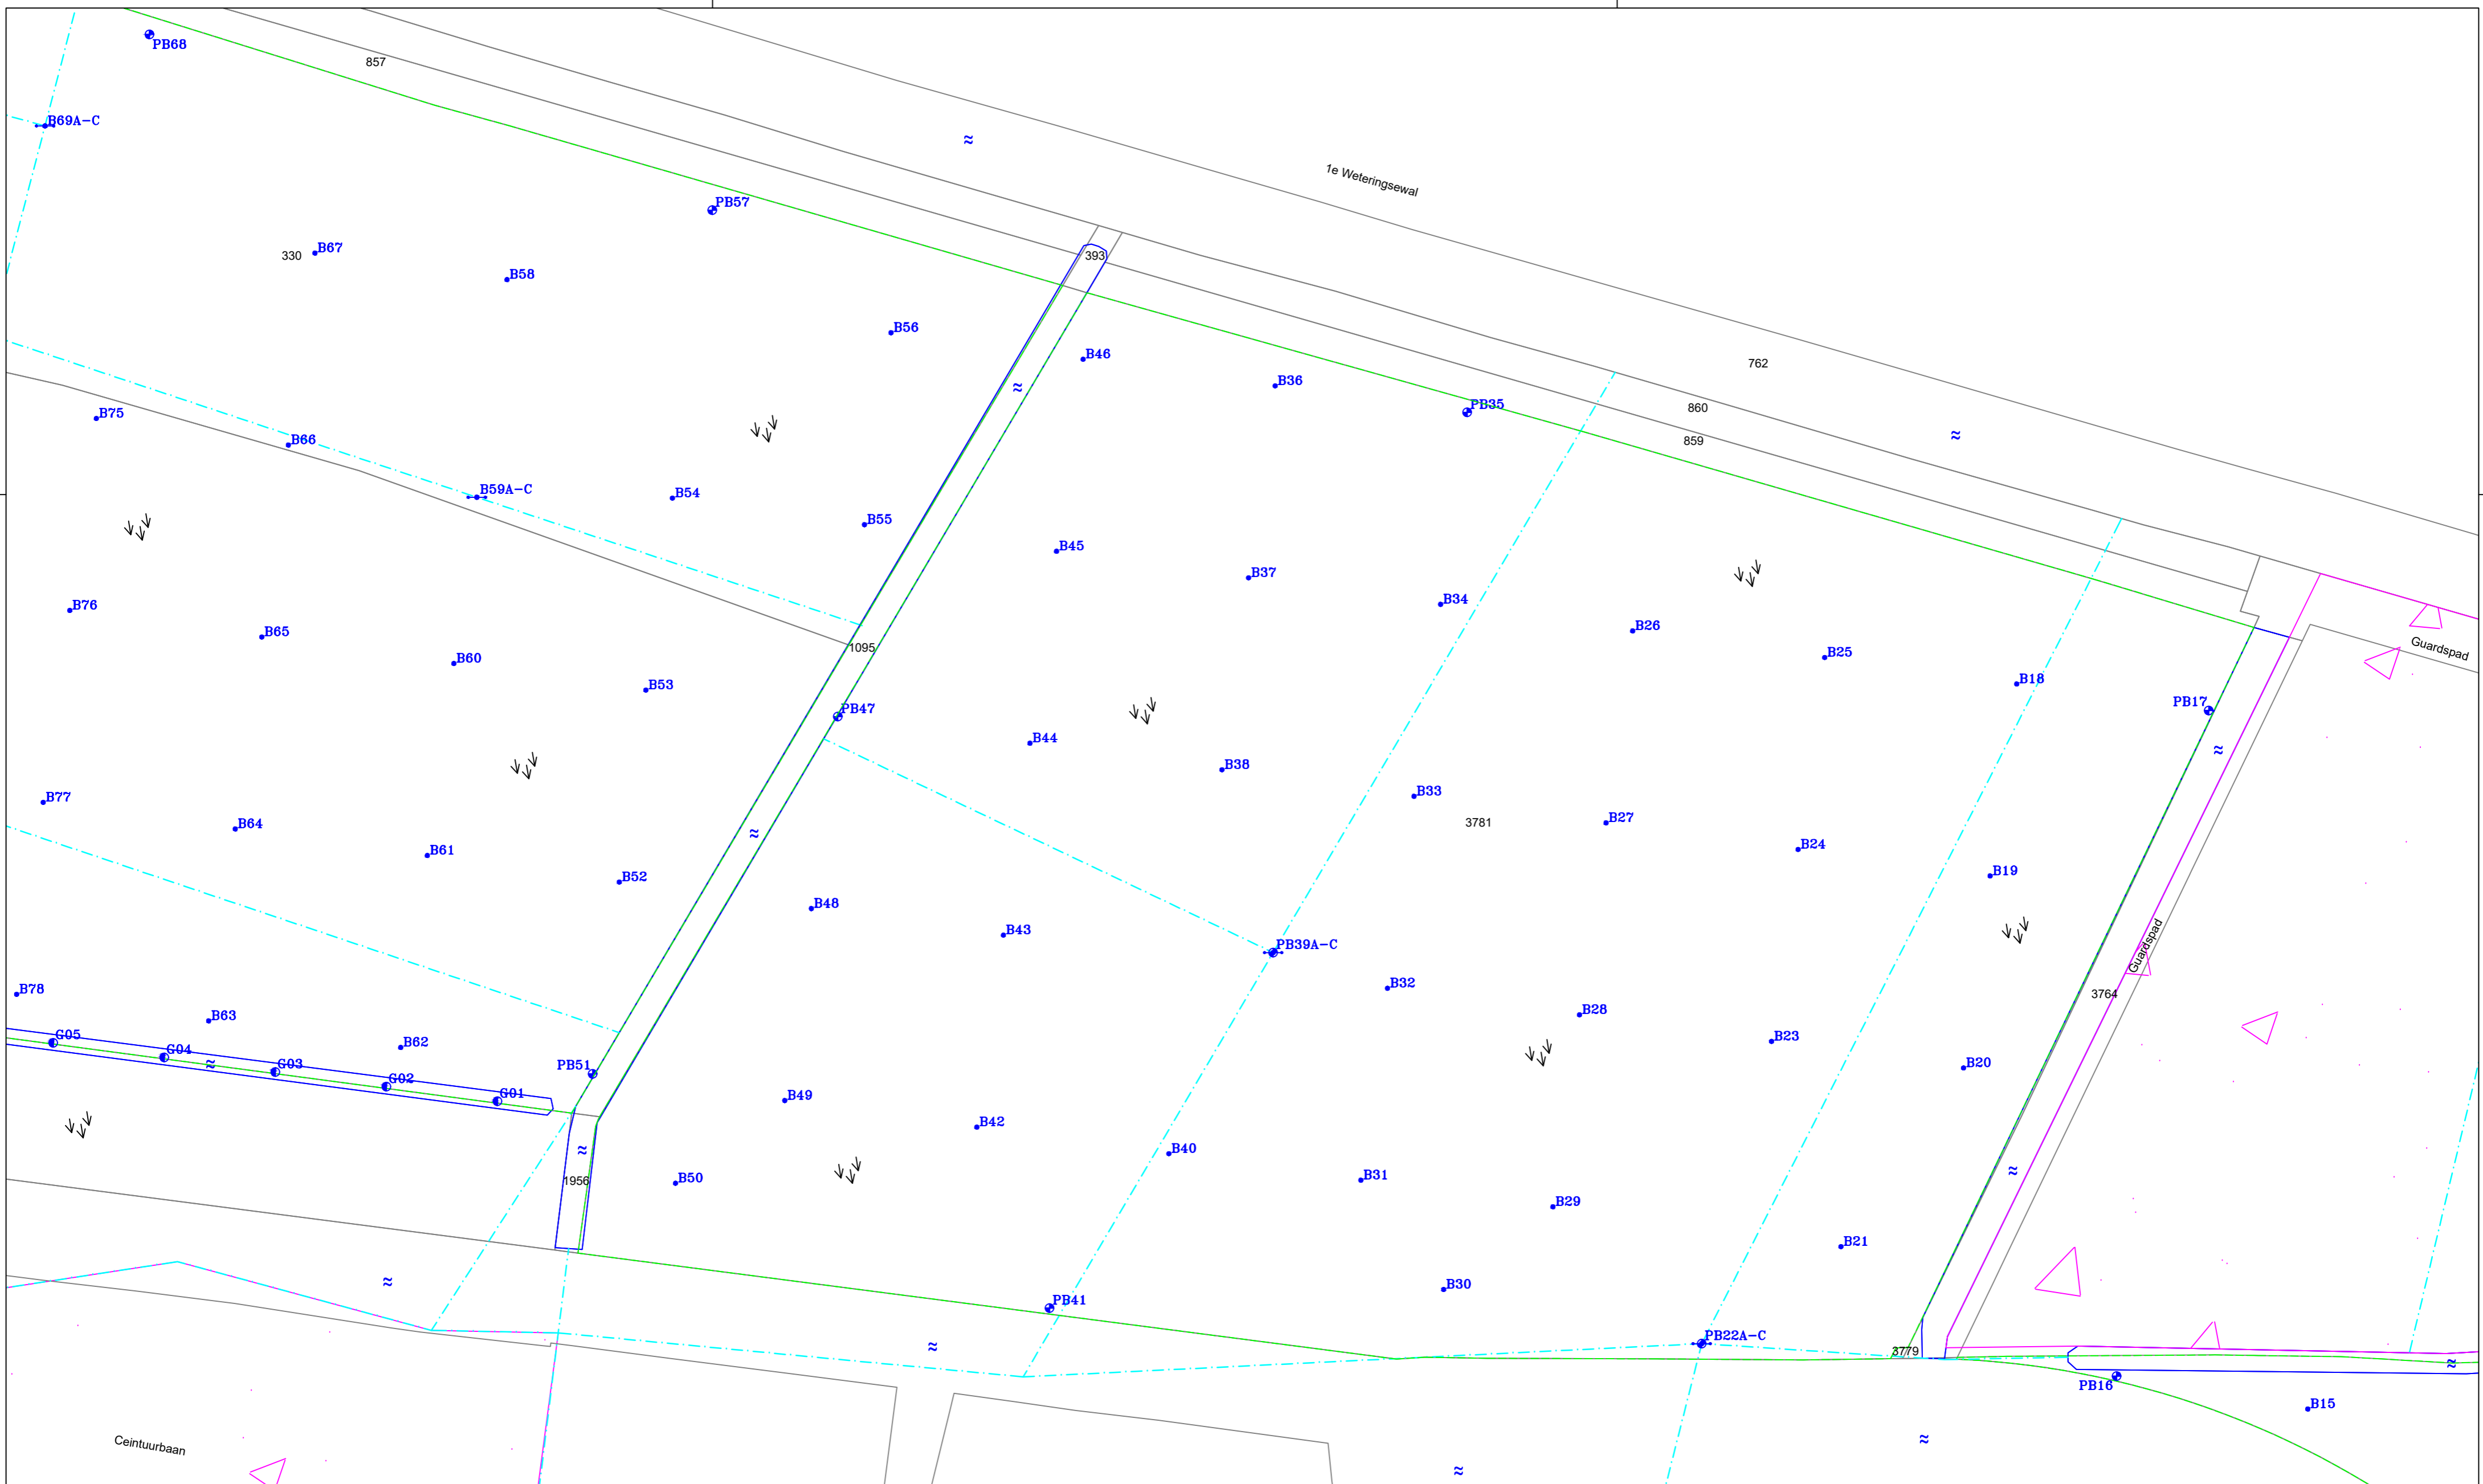 PB68
857
B69A-C
1e Weteringsewal
PB57
B67
330
393
B58
B56
B46
762
B36
PB35
860
B75
859
B66
B59A-C
B54
B55
B45
B37
B76
B34
B26
B65
1095
Guardspad
B60
B25
B53
B18
PB17
PB47
B44
B38
B77
B33
B27
3781
B64
B24
B61
B19
B52
B48
B43
PB39A-C
Guardspad
B32
B78
3764
B28
B63
G05
B62
B23
G04
G03
PB51
B20
G02
G01
B49
B42
B40
B31
B50
1956
B29
B21
B30
PB41
PB22A-C
3779
PB16
B15
Ceintuurbaan